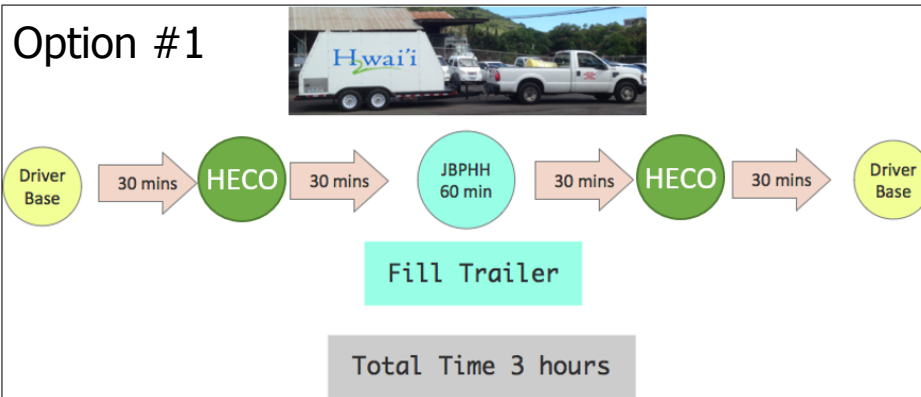 Option #1
H2wai'i
Driver
Base
30 mins
HECO
30 mins
JBPHH
60 min
30 mins
HECO
30 mins
Driver
Base
Fill Trailer
Total Time 3 hours